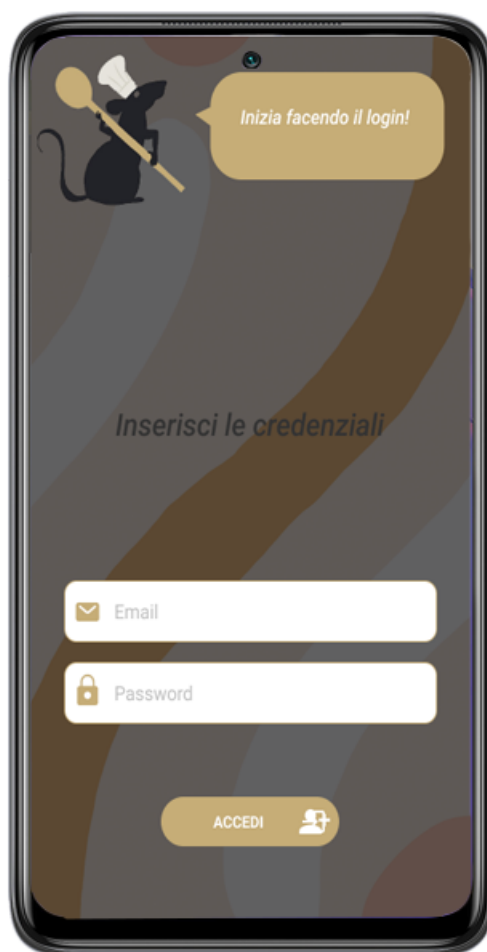 Inizia facendo il login!
Inserisci le credenziali
Email
Password
ACCEDI